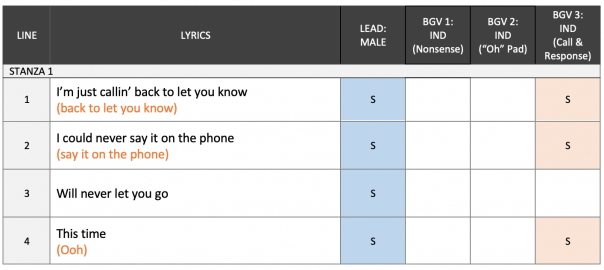 LINE
LYRICS
LEAD:
MALE
BGV 1:
IND
(Nonsense)
BGV 2:
IND
(“Oh” Pad)
BGV 3:
IND
(Call &
Response)
STANZA 1
1
I’m just callin’ back to let you know
(back to let you know)
S
S
2
I could never say it on the phone
(say it on the phone)
S
S
3
Will never let you go
S
4
This time
(Ooh)
S
S